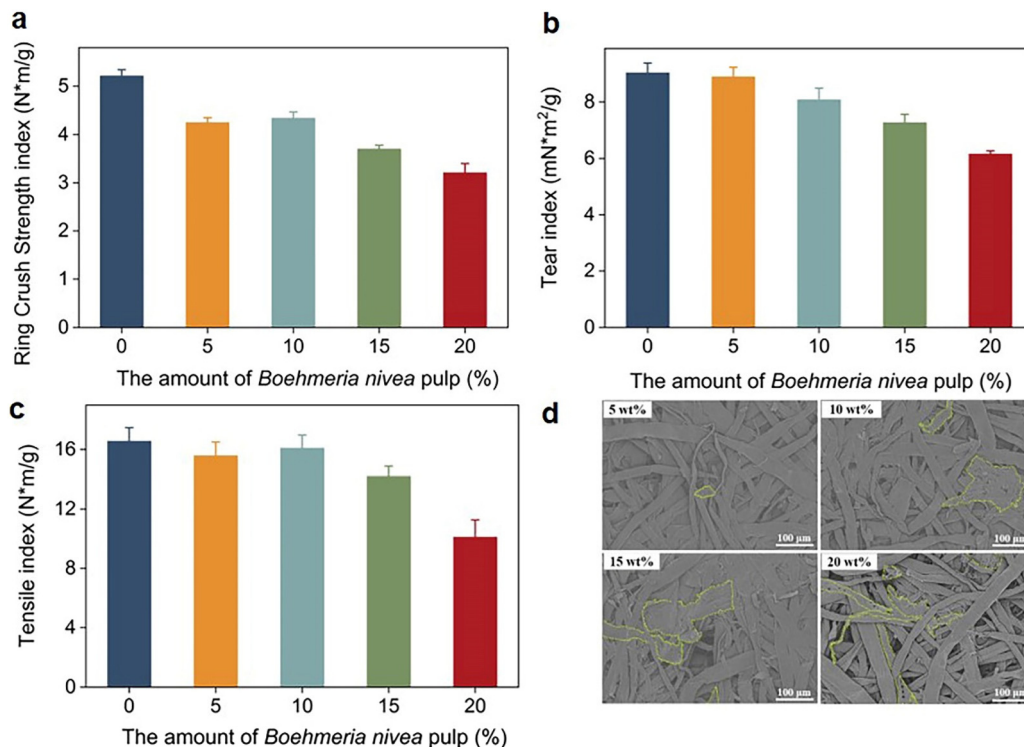 a
Ring Crush Strength index (N*m/g)
5
4
3
2
1
0
0 5 10 15 20
The amount of Boehmeria nivea pulp (%)
b
Tear index (mN*m²/g)
8
6
4
2
0
0 5 10 15 20
The amount of Boehmeria nivea pulp (%)
c
Tensile index (N*m/g)
16
12
8
4
0
0 5 10 15 20
The amount of Boehmeria nivea pulp (%)
d
5 wt%
100 μm
10 wt%
100 μm
15 wt%
100 μm
20 wt%
100 μm